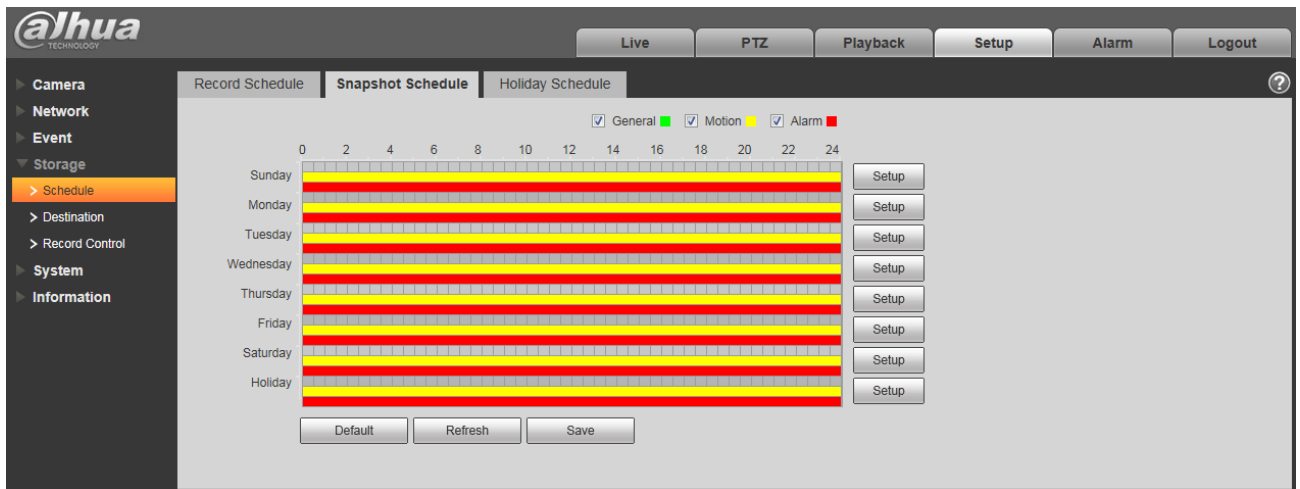 alhua
TECHNOLOGY
Live PTZ Playback Setup Alarm Logout
Camera
Network
Event
Storage
> Schedule
> Destination
> Record Control
System
Information
Record Schedule Snapshot Schedule Holiday Schedule ?
General Motion Alarm
0 2 4 6 8 10 12 14 16 18 20 22 24
Sunday Setup
Monday Setup
Tuesday Setup
Wednesday Setup
Thursday Setup
Friday Setup
Saturday Setup
Holiday Setup
Default Refresh Save